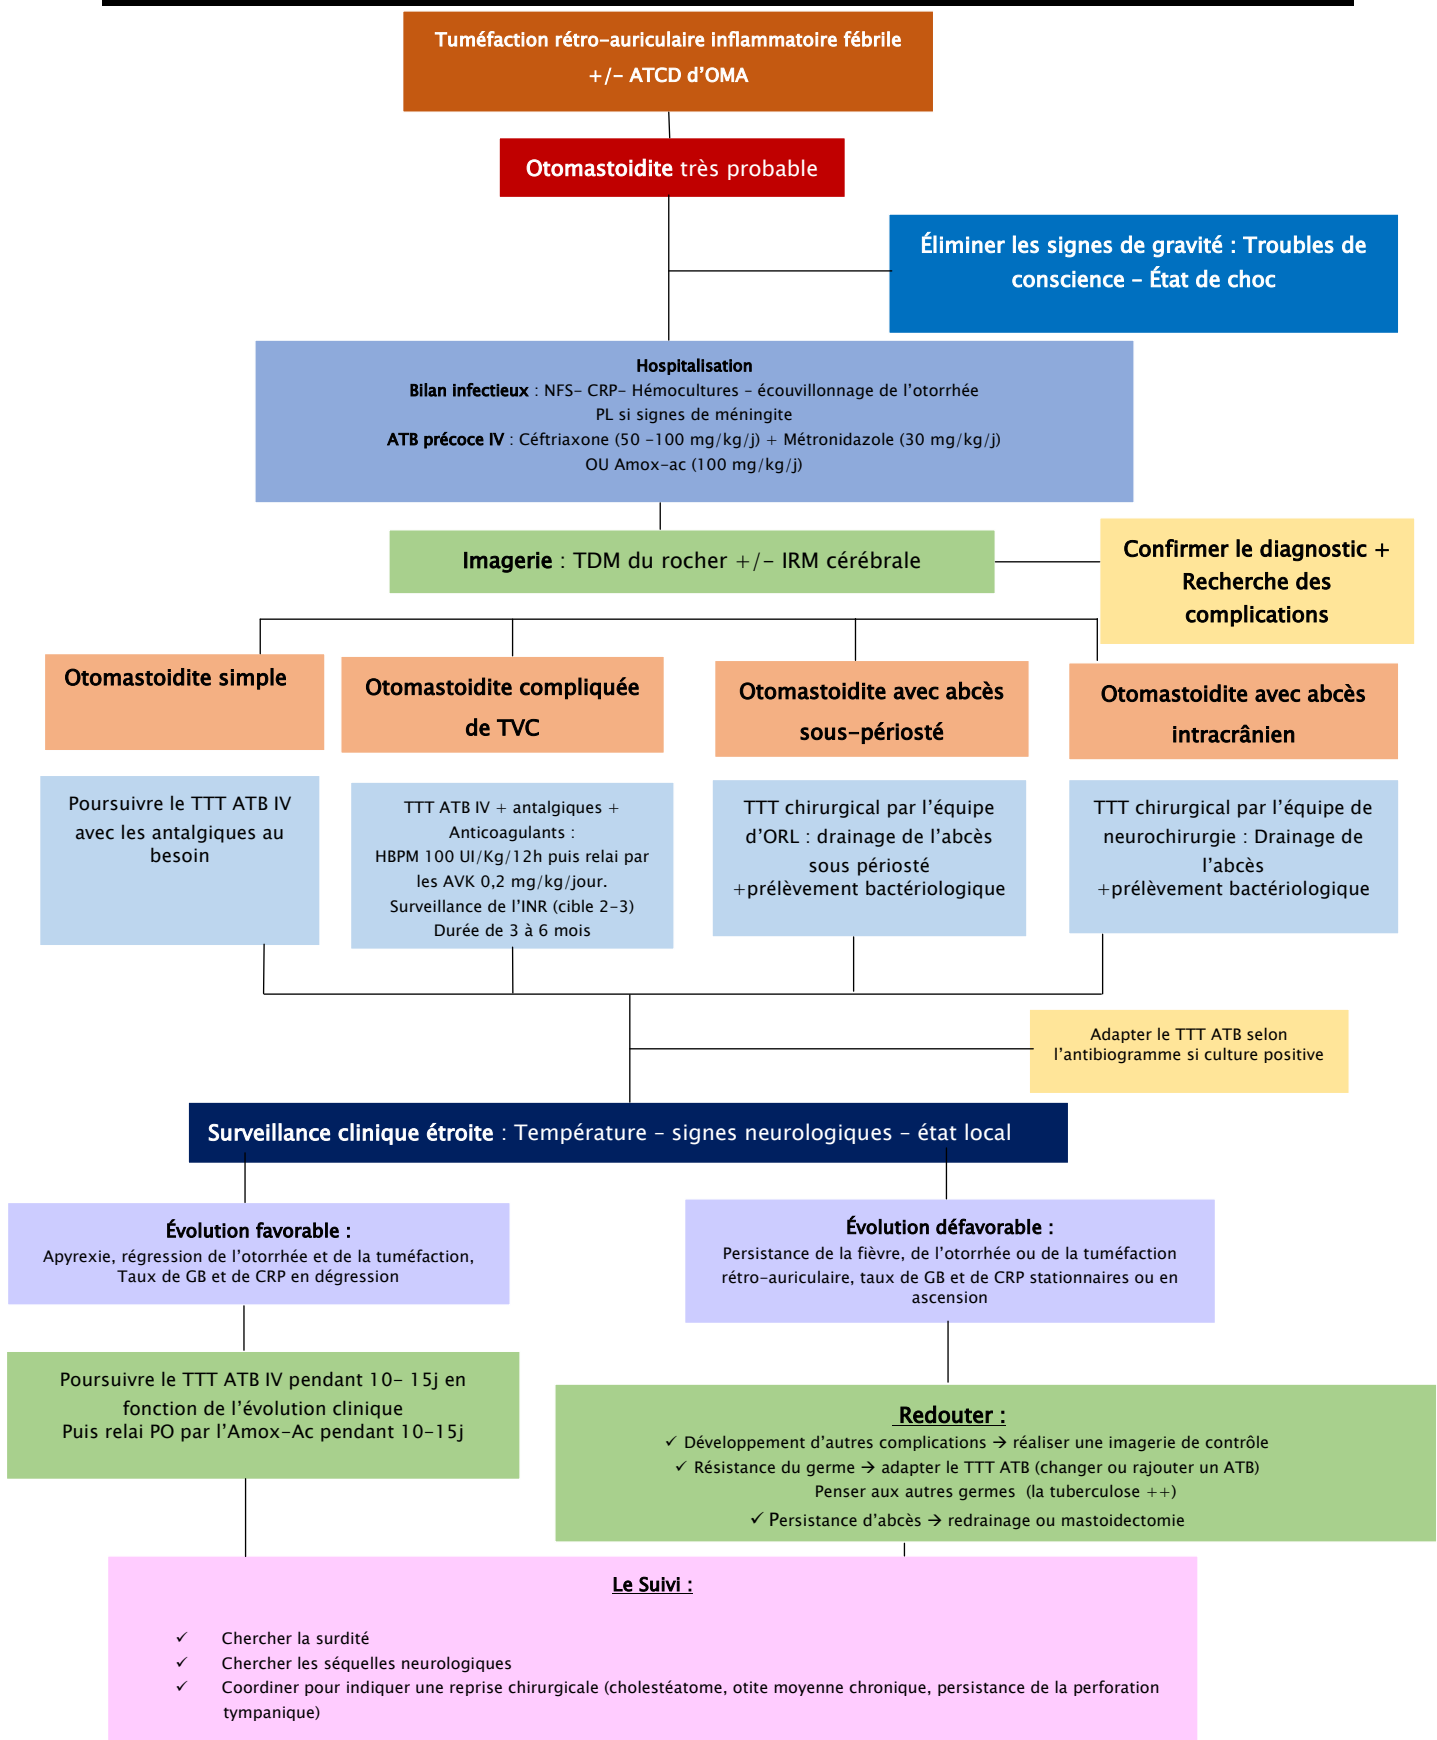 Tuméfaction rétro-auriculaire inflammatoire fébrile
+/- ATCD d'OMA
Otomastoidite très probable
Éliminer les signes de gravité : Troubles de
conscience – État de choc
Hospitalisation
Bilan infectieux : NFS- CRP- Hémocultures – écouvillonnage de l'otorrhée
PL si signes de méningite
ATB précoce IV : Céftriaxone (50 -100 mg/kg/j) + Métronidazole (30 mg/kg/j)
OU Amox-ac (100 mg/kg/j)
Imagerie : TDM du rocher +/- IRM cérébrale
Confirmer le diagnostic +
Recherche des
complications
Otomastoidite simple
Otomastoidite compliquée
de TVC
Otomastoidite avec abcès
sous-périosté
Otomastoidite avec abcès
intracrânien
Poursuivre le TTT ATB IV
avec les antalgiques au
besoin
TTT ATB IV + antalgiques +
Anticoagulants :
HBPM 100 UI/Kg/12h puis relai par
les AVK 0,2 mg/kg/jour.
Surveillance de l'INR (cible 2-3)
Durée de 3 à 6 mois
TTT chirurgical par l'équipe
d'ORL : drainage de l'abcès
sous périosté
+prélèvement bactériologique
TTT chirurgical par l'équipe de
neurochirurgie : Drainage de
l'abcès
+prélèvement bactériologique
Adapter le TTT ATB selon
l'antibiogramme si culture positive
Surveillance clinique étroite : Température – signes neurologiques – état local
Évolution favorable :
Apyrexie, régression de l'otorrhée et de la tuméfaction,
Taux de GB et de CRP en dégression
Évolution défavorable :
Persistance de la fièvre, de l'otorrhée ou de la tuméfaction
rétro-auriculaire, taux de GB et de CRP stationnaires ou en
ascension
Poursuivre le TTT ATB IV pendant 10- 15j en
fonction de l'évolution clinique
Puis relai PO par l'Amox-Ac pendant 10-15j
Redouter :
✓ Développement d'autres complications → réaliser une imagerie de contrôle
✓ Résistance du germe → adapter le TTT ATB (changer ou rajouter un ATB)
Penser aux autres germes (la tuberculose ++)
✓ Persistance d'abcès → redrainage ou mastoidectomie
Le Suivi :
✓ Chercher la surdité
✓ Chercher les séquelles neurologiques
✓ Coordiner pour indiquer une reprise chirurgicale (cholestéatome, otite moyenne chronique, persistance de la perforation
tympanique)